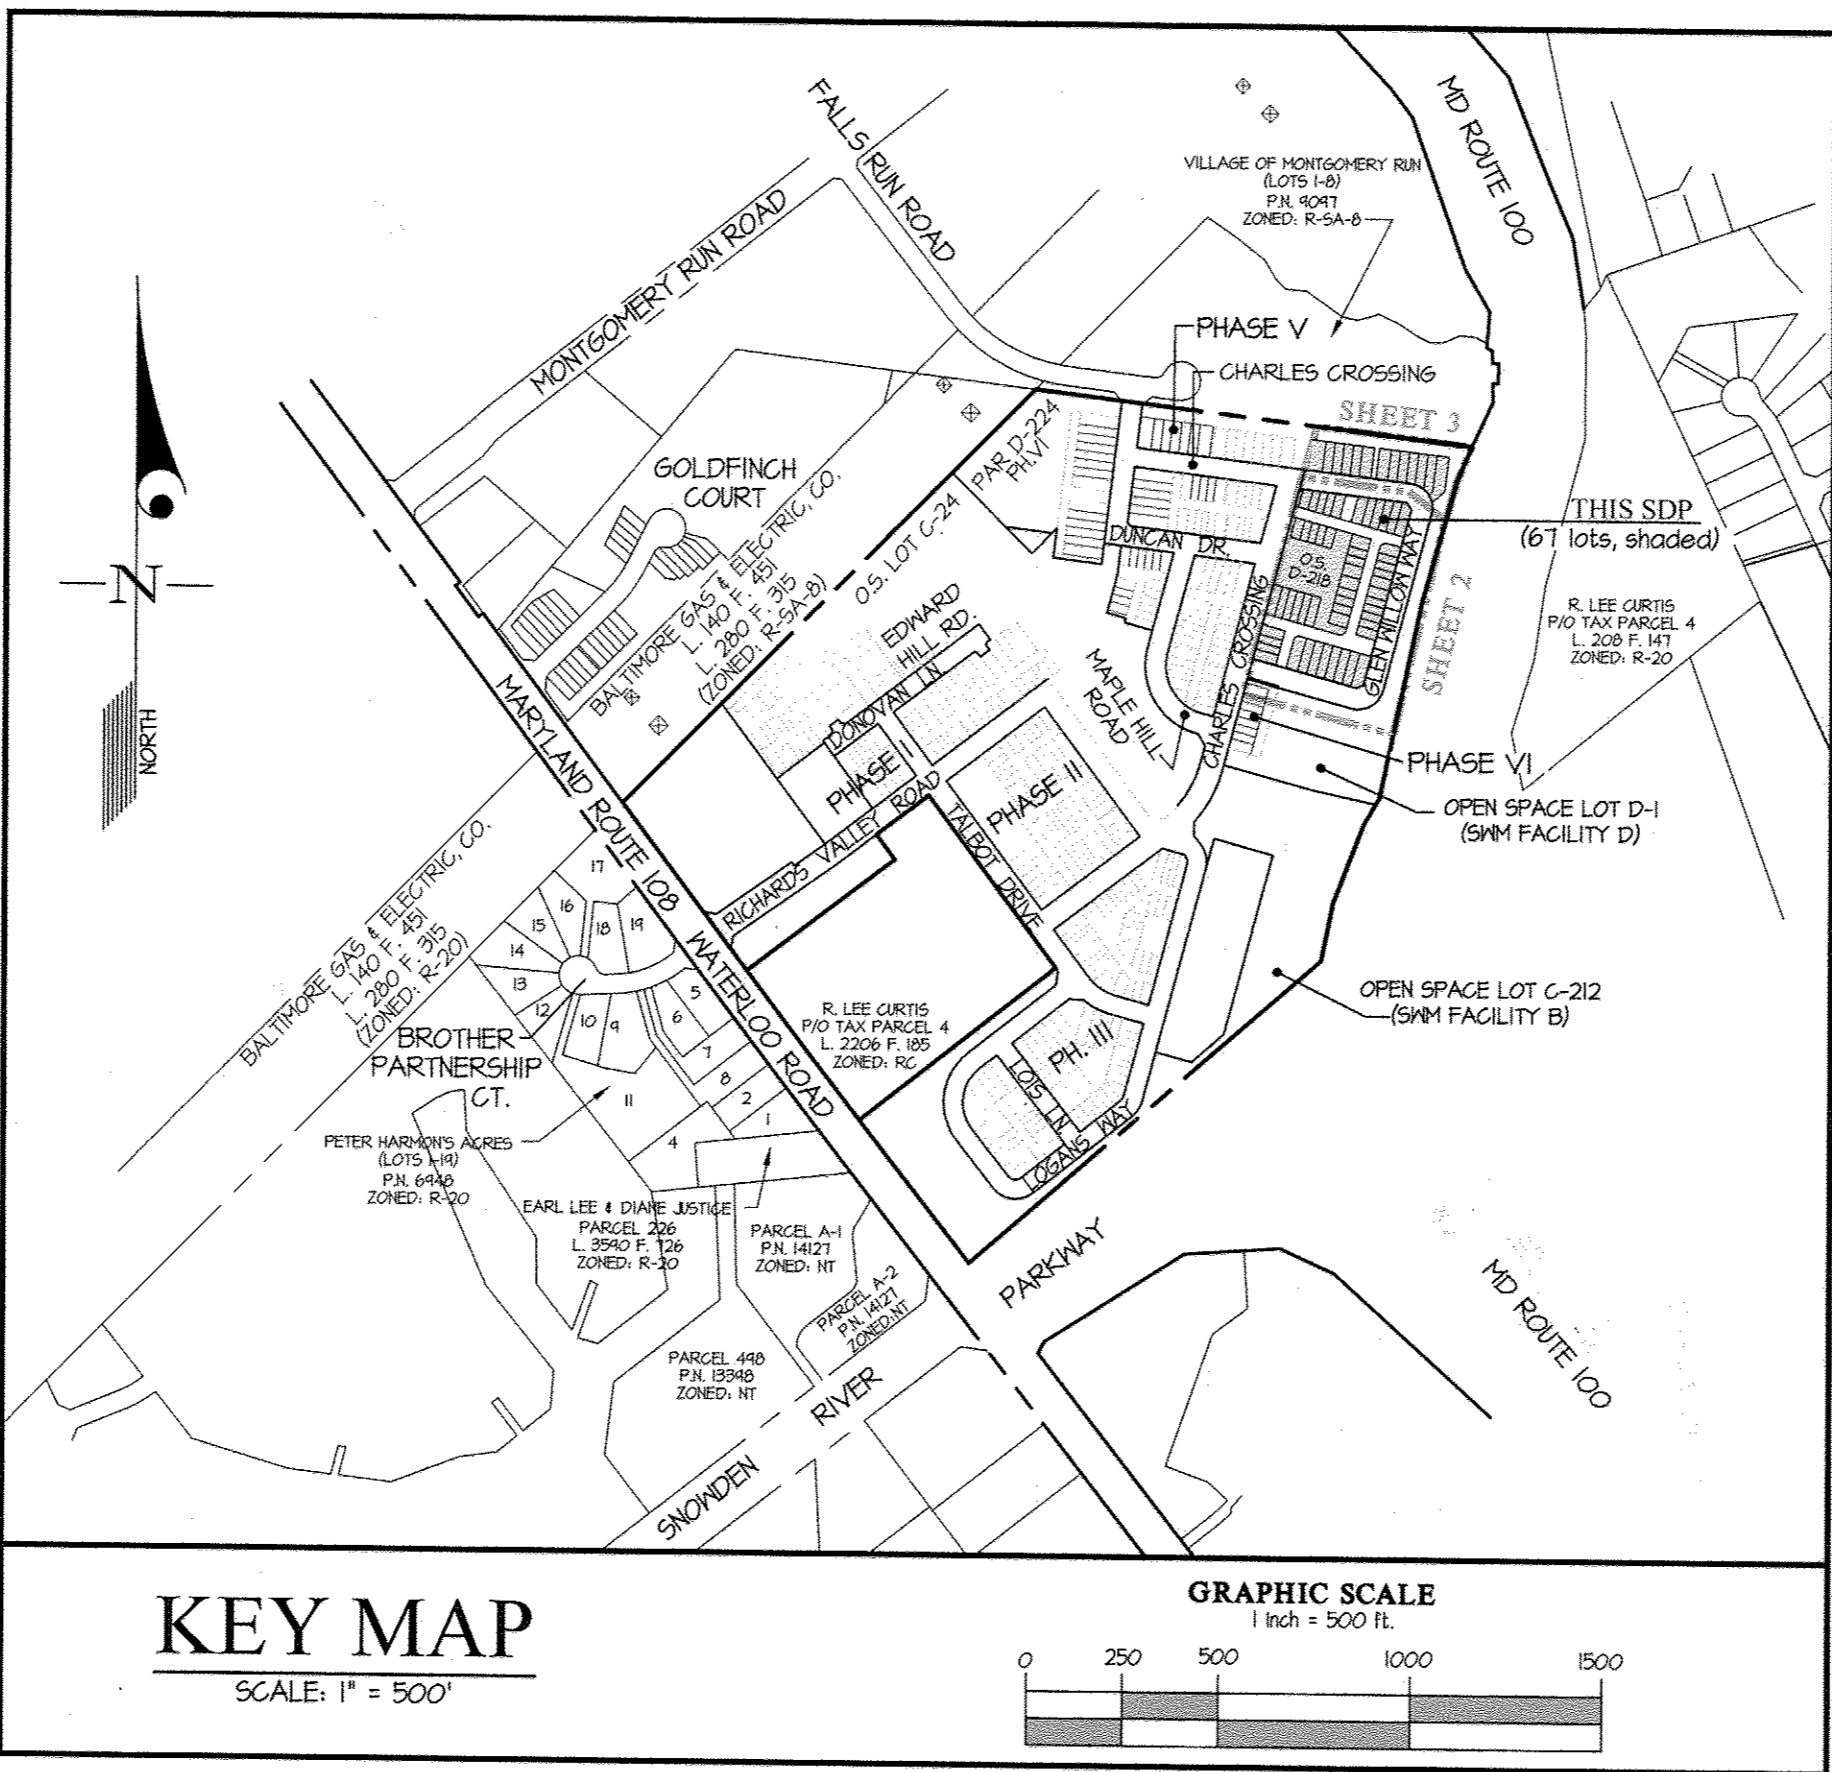 FALLS RUN ROAD
MD ROUTE 100
VILLAGE OF MONTGOMERY RUN
(LOTS 1-8)
P.N. 9097
ZONED: R-SA-8
MONTGOMERY RUN ROAD
PHASE V
CHARLES CROSSING
SHEET 3
PAR D-224
PH.VI
GOLDFINCH
COURT
THIS SDP
(67 lots, shaded)
O.S. LOT C-24
DUNCAN DR.
O.S.
D-218
GLEN WILLOW WAY
SHEET 2
BALTIMORE GAS & ELECTRIC, CO.
L. 140 F. 451
L. 280 F. 315
(ZONED: R-SA-8)
N
NORTH
EDWARD
HILL RD.
DONOVAN LN
MAPLE HILL
ROAD
CHARLES CROSSING
R. LEE CURTIS
P/O TAX PARCEL 4
L. 208 F. 147
ZONED: R-20
MARYLAND ROUTE 108
PHASE I
PHASE II
PHASE VI
OPEN SPACE LOT D-1
(SWM FACILITY D)
RICHARDS VALLEY ROAD
TALBOT DRIVE
BALTIMORE GAS & ELECTRIC, CO.
L. 140 F. 451
L. 280 F. 315
(ZONED: R-20)
17
16
15
18
19
14
13
12
10
9
5
6
7
8
2
1
11
4
WATERLOO ROAD
OPEN SPACE LOT C-212
(SWM FACILITY B)
R. LEE CURTIS
P/O TAX PARCEL 4
L. 2206 F. 185
ZONED: RC
BROTHER
PARTNERSHIP
CT.
PH. III
LOIS LN.
LOGANS WAY
PETER HARMON'S ACRES
(LOTS 1-19)
P.N. 6948
ZONED: R-20
EARL LEE & DIANE JUSTICE
PARCEL 226
L. 3590 F. 726
ZONED: R-20
PARCEL A-1
P.N. 14127
ZONED: NT
PARCEL A-2
P.N. 14127
ZONED:NT
PARCEL 498
P.N. 13398
ZONED: NT
SNOWDEN RIVER PARKWAY
MD ROUTE 100
KEY MAP
SCALE: 1" = 500'
GRAPHIC SCALE
1 inch = 500 ft.
0 250 500 1000 1500